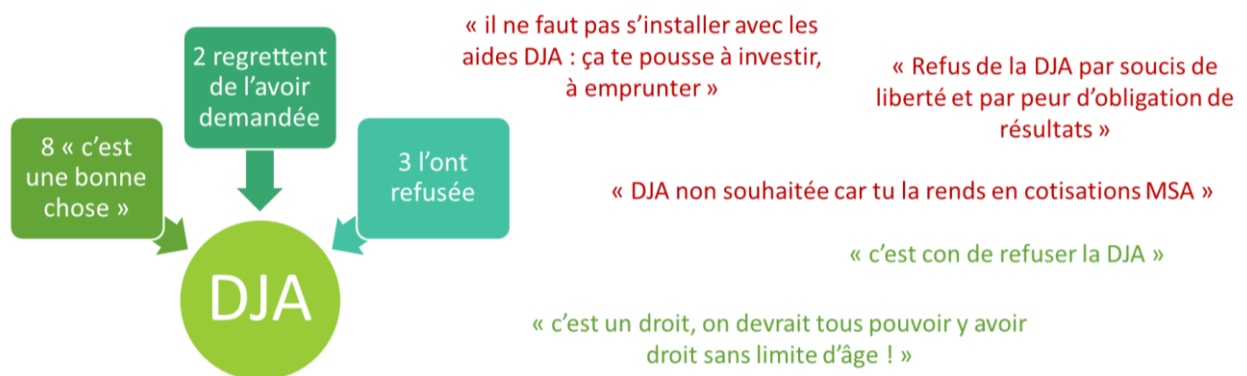 2 regrettent
de l'avoir
demandée
8 « c'est
une bonne
chose »
3 l'ont
refusée
DJA
« il ne faut pas s'installer avec les
aides DJA : ça te pousse à investir,
à emprunter »
« Refus de la DJA par soucis de
liberté et par peur d'obligation de
résultats »
« DJA non souhaitée car tu la rends en cotisations MSA »
« c'est con de refuser la DJA »
« c'est un droit, on devrait tous pouvoir y avoir
droit sans limite d'âge ! »